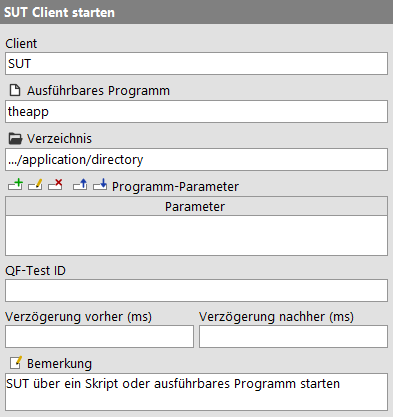 SUT Client starten
Client
SUT
Ausführbares Programm
theapp
Verzeichnis
.../application/directory
Programm-Parameter
Parameter
QF-Test ID
Verzögerung vorher (ms) Verzögerung nachher (ms)
Bemerkung
SUT über ein Skript oder ausführbares Programm starten